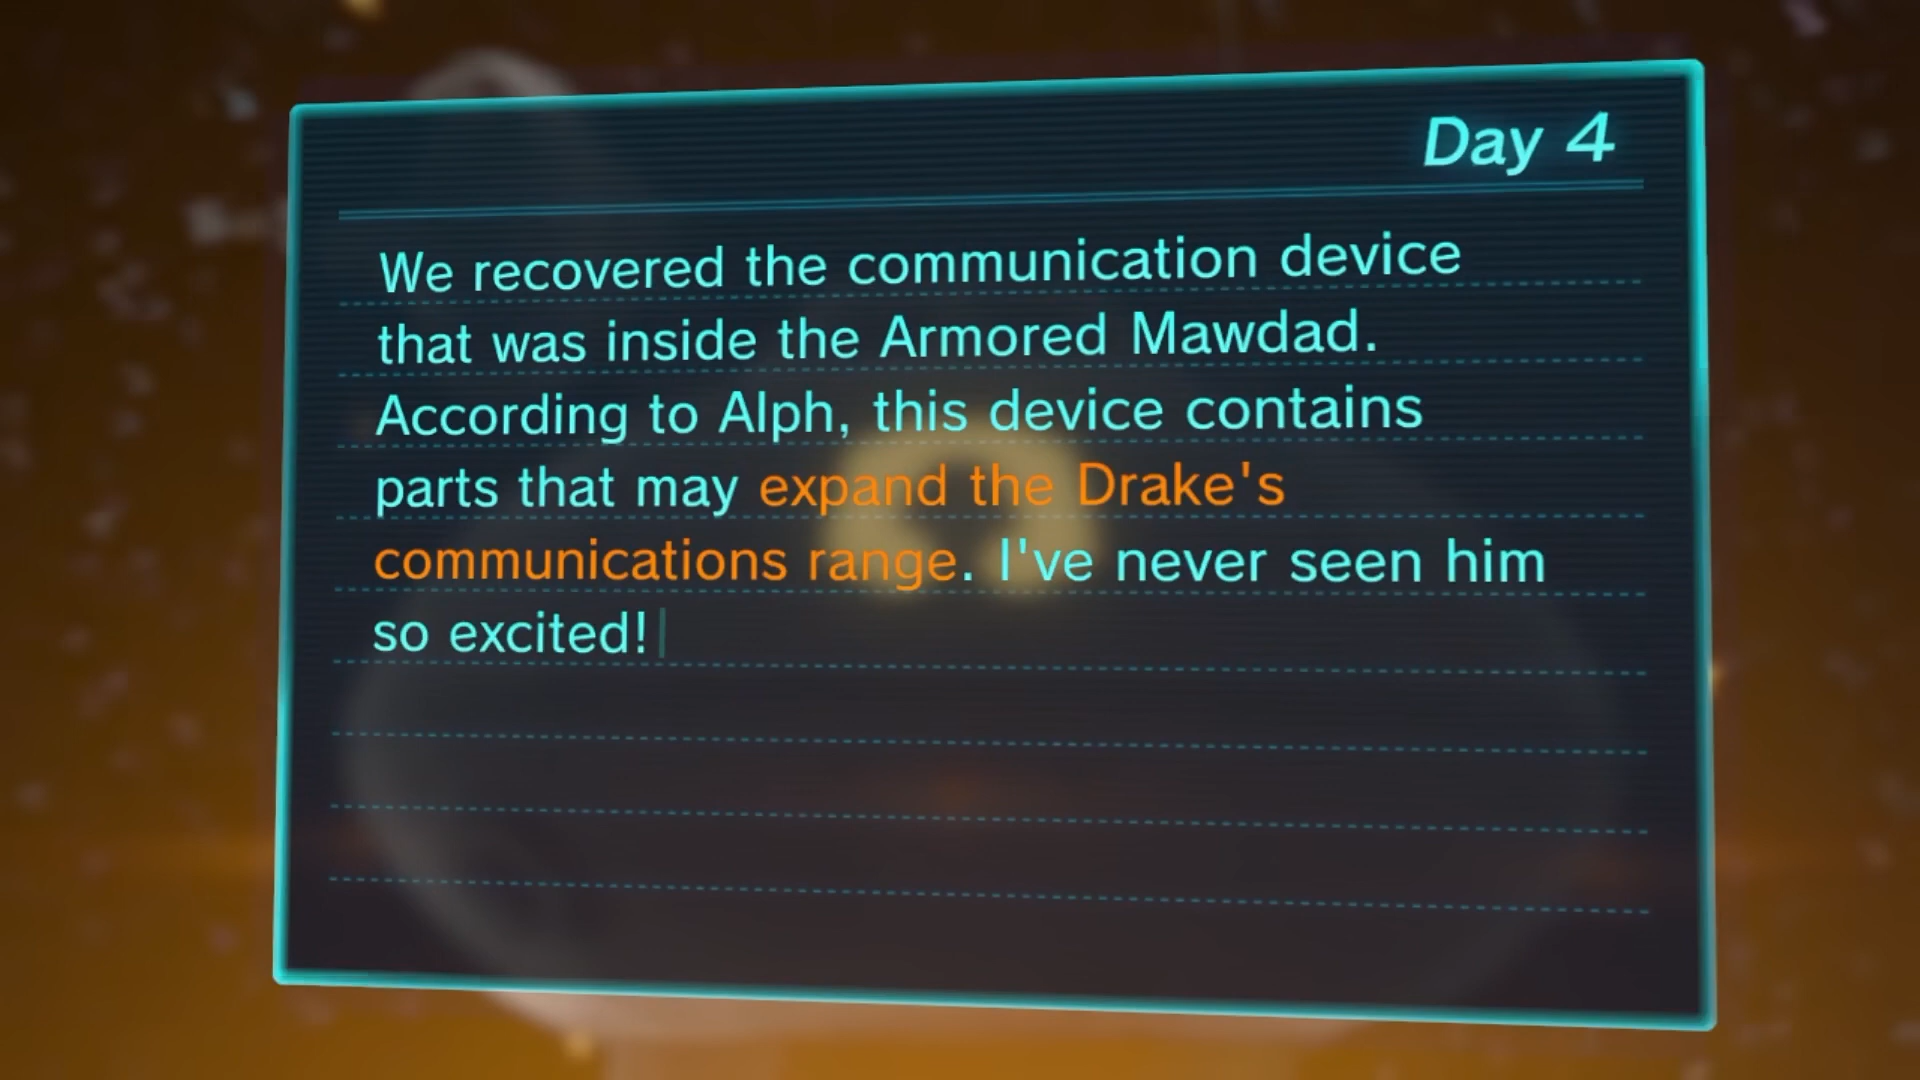 Day 4
We recovered the communication device
that was inside the Armored Mawdad.
According to Alph, this device contains
parts that may expand the Drake's
communications range. I've never seen him
so excited!